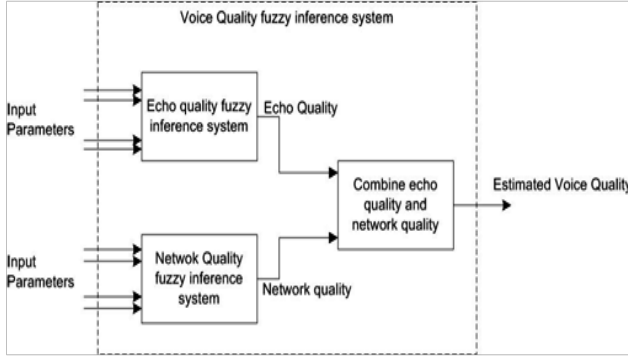 Voice Quality fuzzy inference system
Input
Parameters
Echo quality fuzzy
inference system
Echo Quality
Combine echo
quality and
network quality
Estimated Voice Quality
Input
Parameters
Netwok Quality
fuzzy inference
system
Network quality